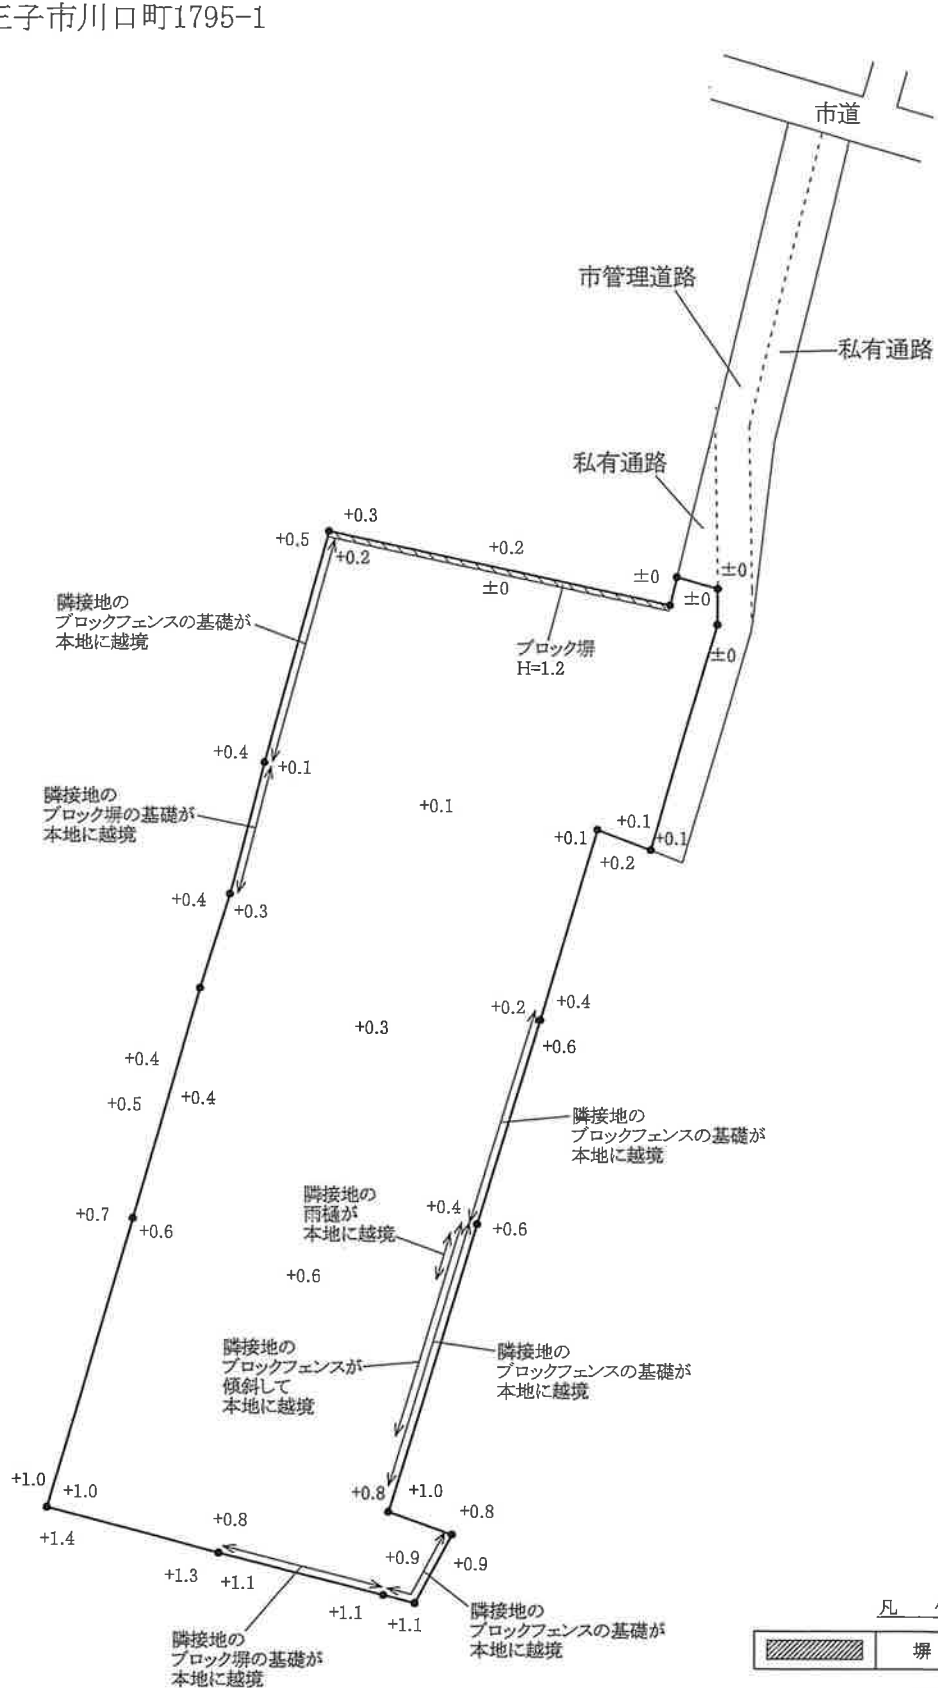 王子市川口町1795-1
市道
市管理道路
私有通路
私有通路
+0.3
+0.5
+0.2
+0.2
±0
±0
±0
±0
±0
隣接地の
ブロックフェンスの基礎が
本地に越境
ブロック塀
H=1.2
+0.4
+0.1
隣接地の
ブロック塀の基礎が
本地に越境
+0.1
+0.1
+0.1
+0.1
+0.2
+0.4
+0.3
+0.2
+0.4
+0.3
+0.6
+0.4
+0.5
+0.4
隣接地の
ブロックフェンスの基礎が
本地に越境
隣接地の
雨樋が
本地に越境
+0.4
+0.7
+0.6
+0.6
+0.6
隣接地の
ブロックフェンスが
傾斜して
本地に越境
隣接地の
ブロックフェンスの基礎が
本地に越境
+1.0
+1.0
+0.8
+1.0
+0.8
+1.4
+0.8
+0.9
+0.9
+1.3
+1.1
+1.1
+1.1
隣接地の
ブロック塀の基礎が
本地に越境
隣接地の
ブロックフェンスの基礎が
本地に越境
凡
塀